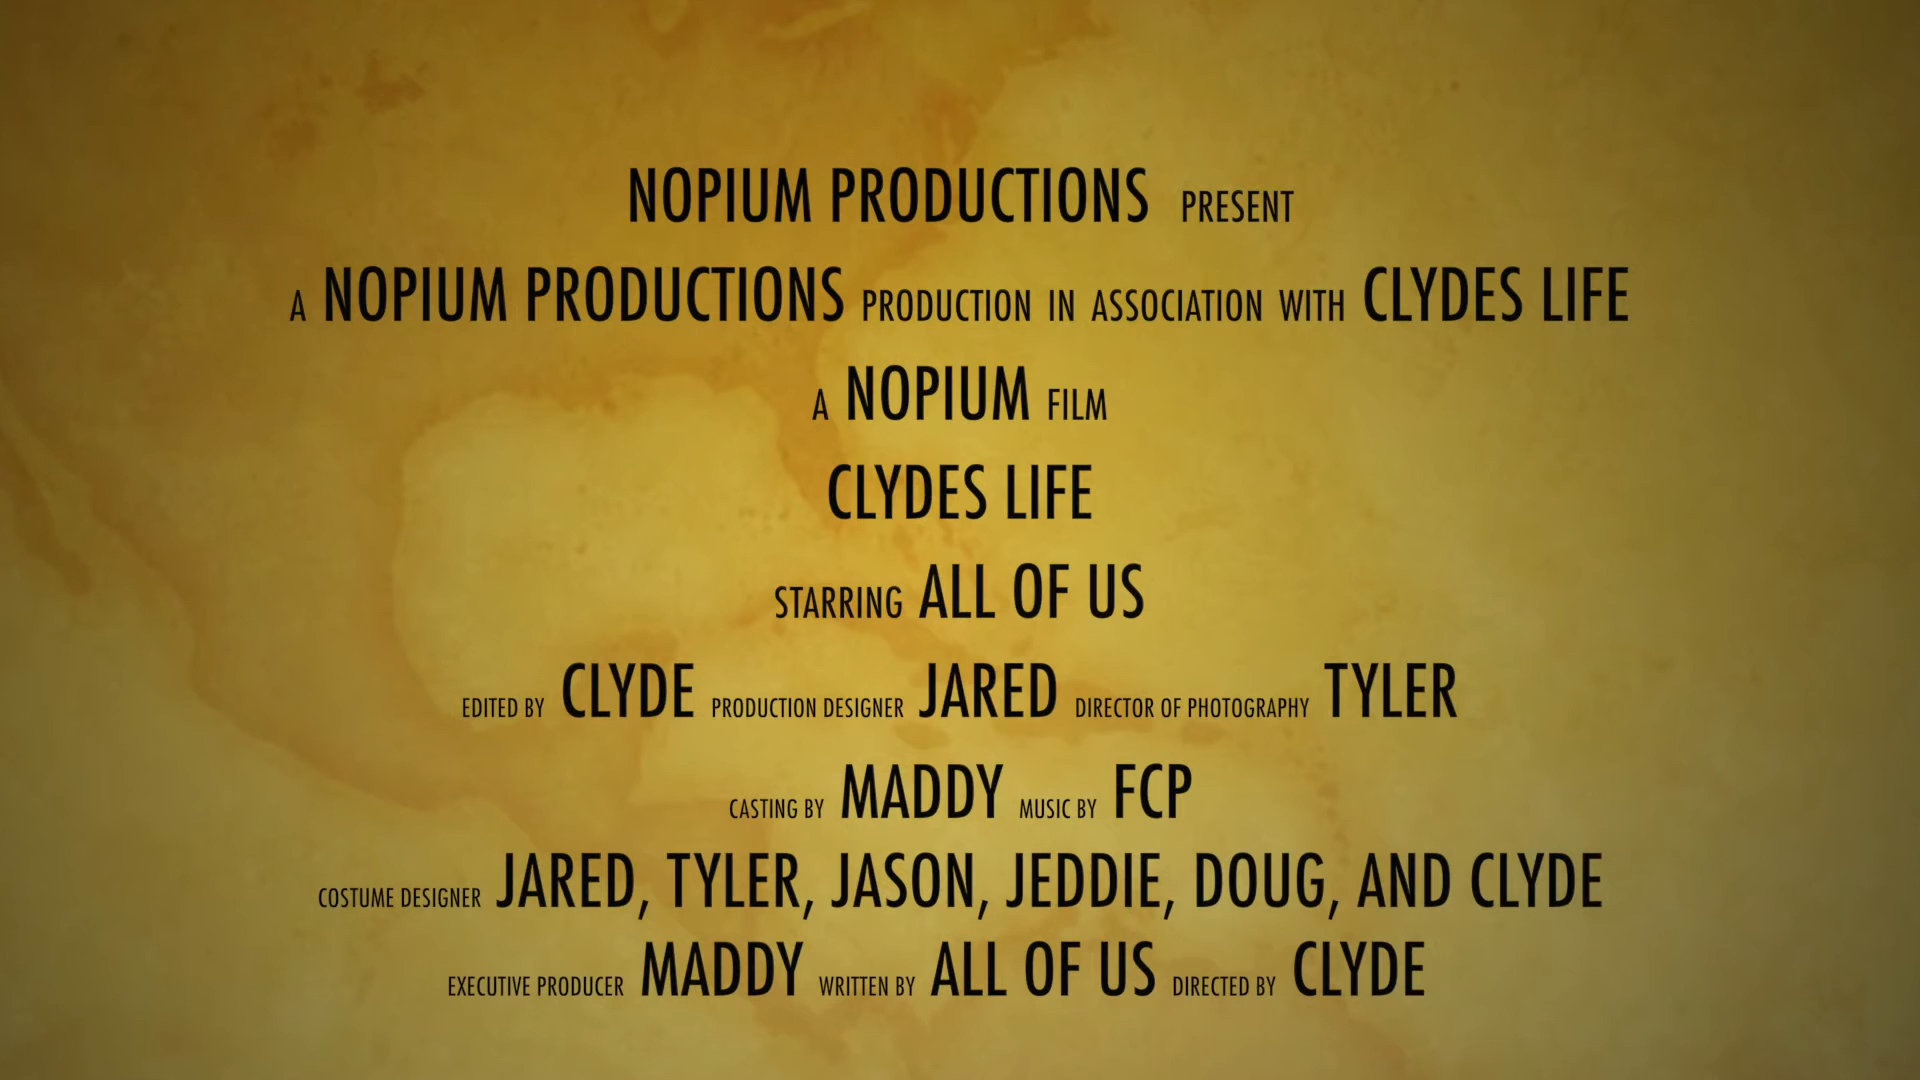 NOPIUM PRODUCTIONS PRESENT
A NOPIUM PRODUCTIONS PRODUCTION IN ASSOCIATION WITH CLYDES LIFE
A NOPIUM FILM
CLYDES LIFE
STARRING ALL OF US
EDITED BY CLYDE PRODUCTION DESIGNER JARED DIRECTOR OF PHOTOGRAPHY TYLER
CASTING BY MADDY MUSIC BY FCP
COSTUME DESIGNER JARED, TYLER, JASON, JEDDIE, DOUG, AND CLYDE
EXECUTIVE PRODUCER MADDY WRITTEN BY ALL OF US DIRECTED BY CLYDE